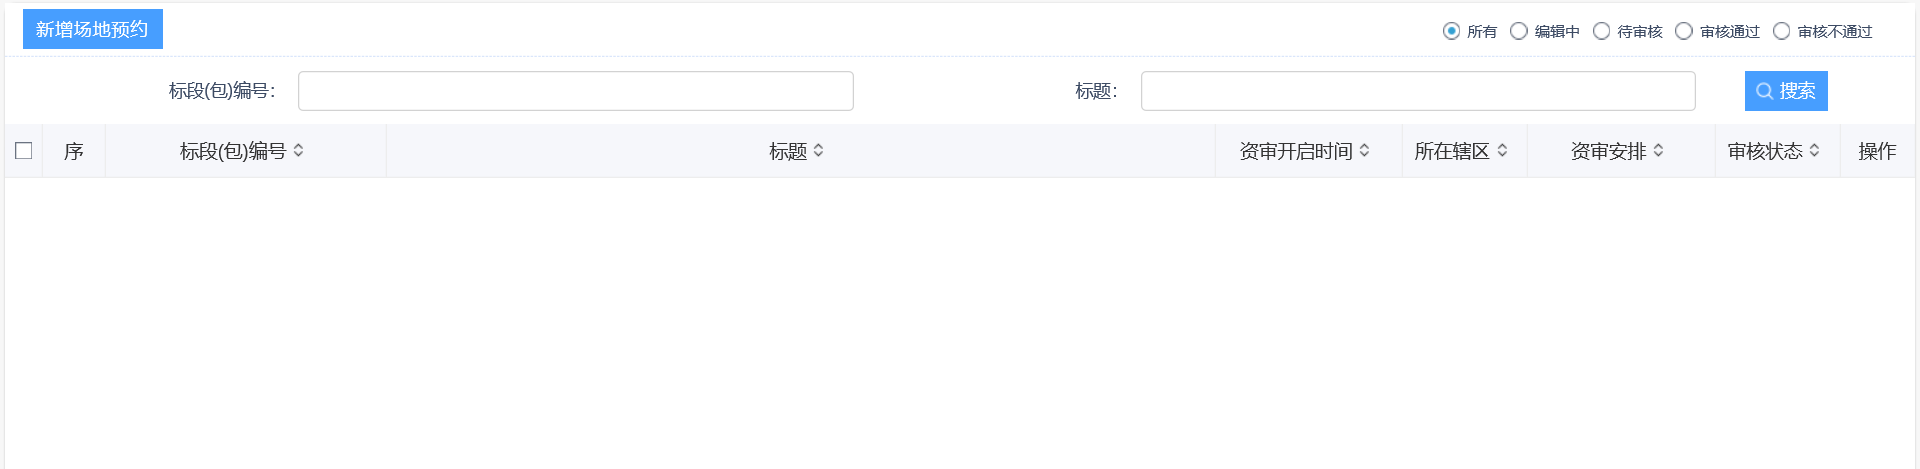 新增场地预约 所有 编辑中 待审核 审核通过 审核不通过
标段(包)编号： 标题： 搜索
序 标段(包)编号 标题 资审开启时间 所在辖区 资审安排 审核状态 操作